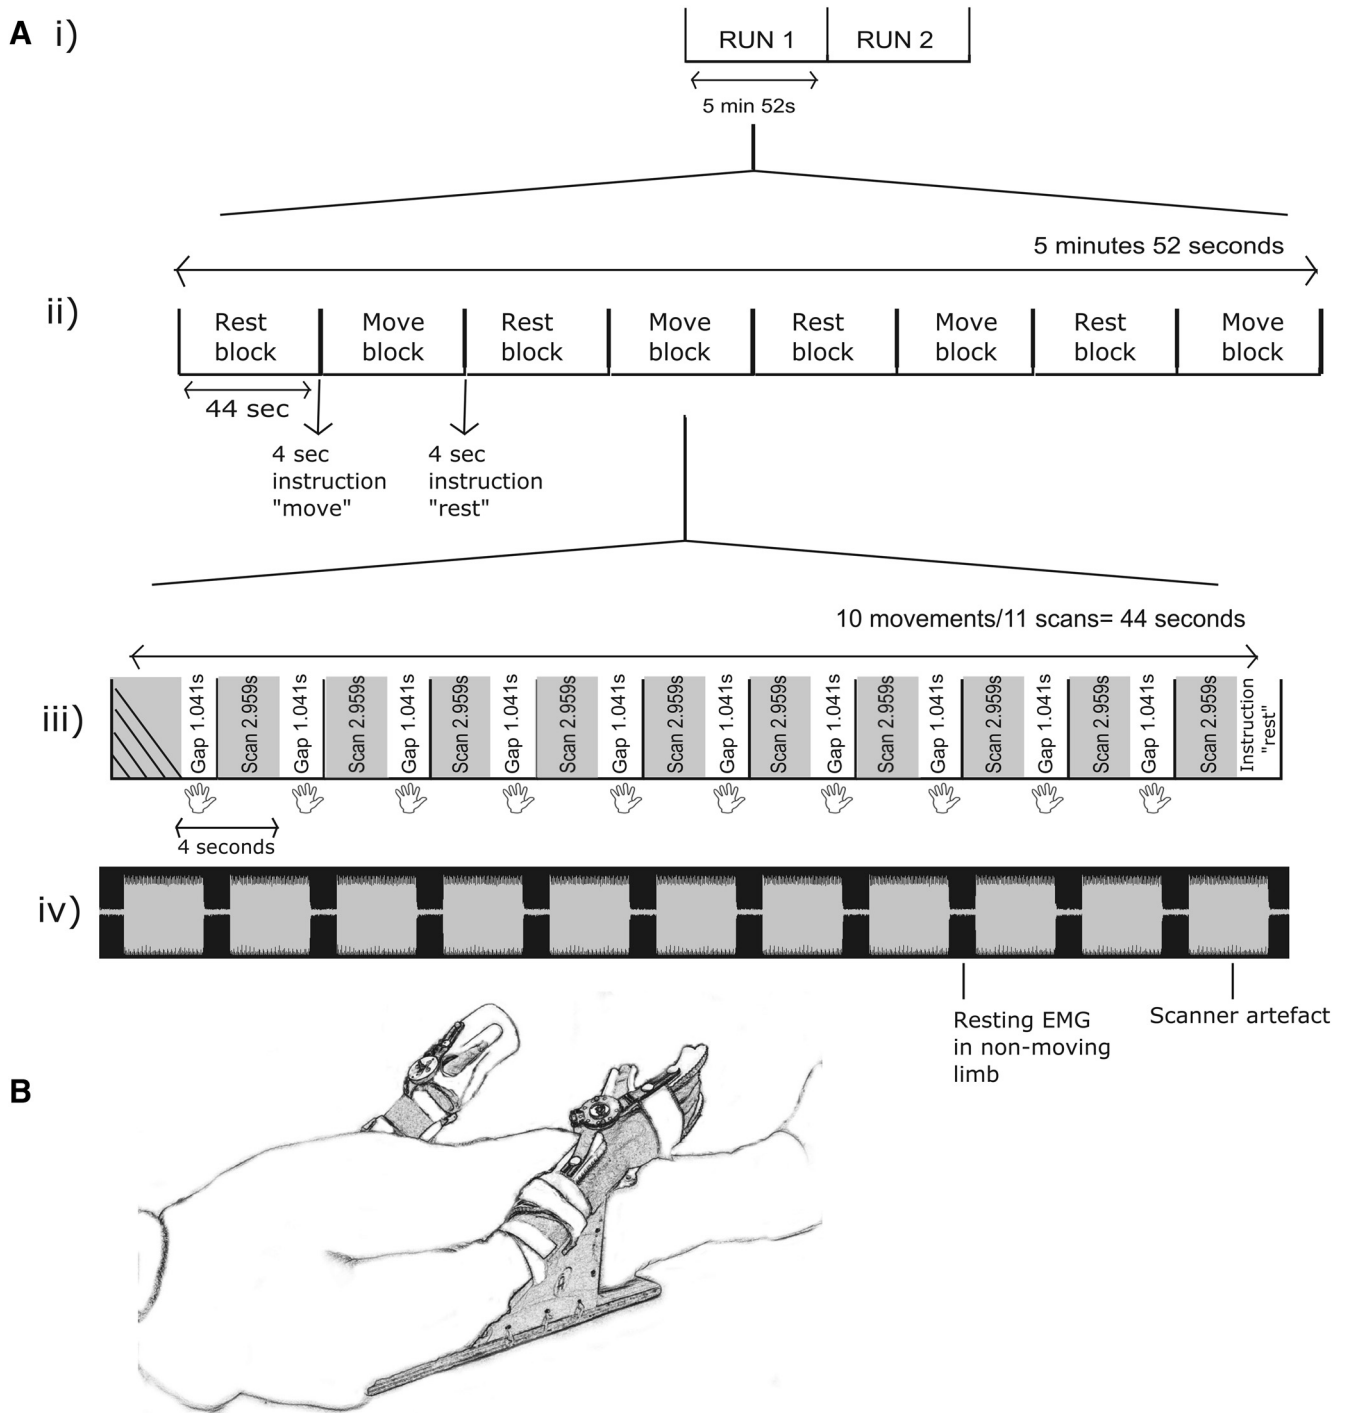 A i)
RUN 1 RUN 2
5 min 52s
5 minutes 52 seconds
ii)
Rest block
Move block
Rest block
Move block
Rest block
Move block
Rest block
Move block
44 sec
4 sec
instruction
"move"
4 sec
instruction
"rest"
10 movements/11 scans= 44 seconds
iii)
Gap 1.041s
Scan 2.959s
Gap 1.041s
Scan 2.959s
Gap 1.041s
Scan 2.959s
Gap 1.041s
Scan 2.959s
Gap 1.041s
Scan 2.959s
Gap 1.041s
Scan 2.959s
Gap 1.041s
Scan 2.959s
Gap 1.041s
Scan 2.959s
Gap 1.041s
Scan 2.959s
Gap 1.041s
Scan 2.959s
Instruction
"rest"
4 seconds
iv)
Resting EMG
in non-moving
limb
Scanner artefact
B